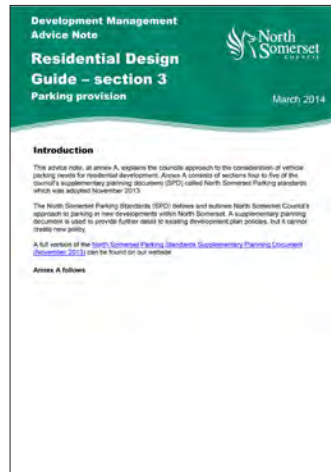 Development Management
Advice Note
North
Somerset
COUNCIL
Residential Design
Guide – section 3
Parking provision
March 2014
Introduction
This advice note, at annex A, explains the councils approach to the consideration of vehicle
parking needs for residential development. Annex A consists of sections four to five of the
council's supplementary planning document (SPD) called North Somerset Parking standards
which was adopted November 2013.
The North Somerset Parking Standards (SPD) defines and outlines North Somerset Council's
approach to parking in new developments within North Somerset. A supplementary planning
document is used to provide further detail to existing development plan policies, but it cannot
create new policy.
A full version of the North Somerset Parking Standards Supplementary Planning Document
(November 2013) can be found on our website
Annex A follows